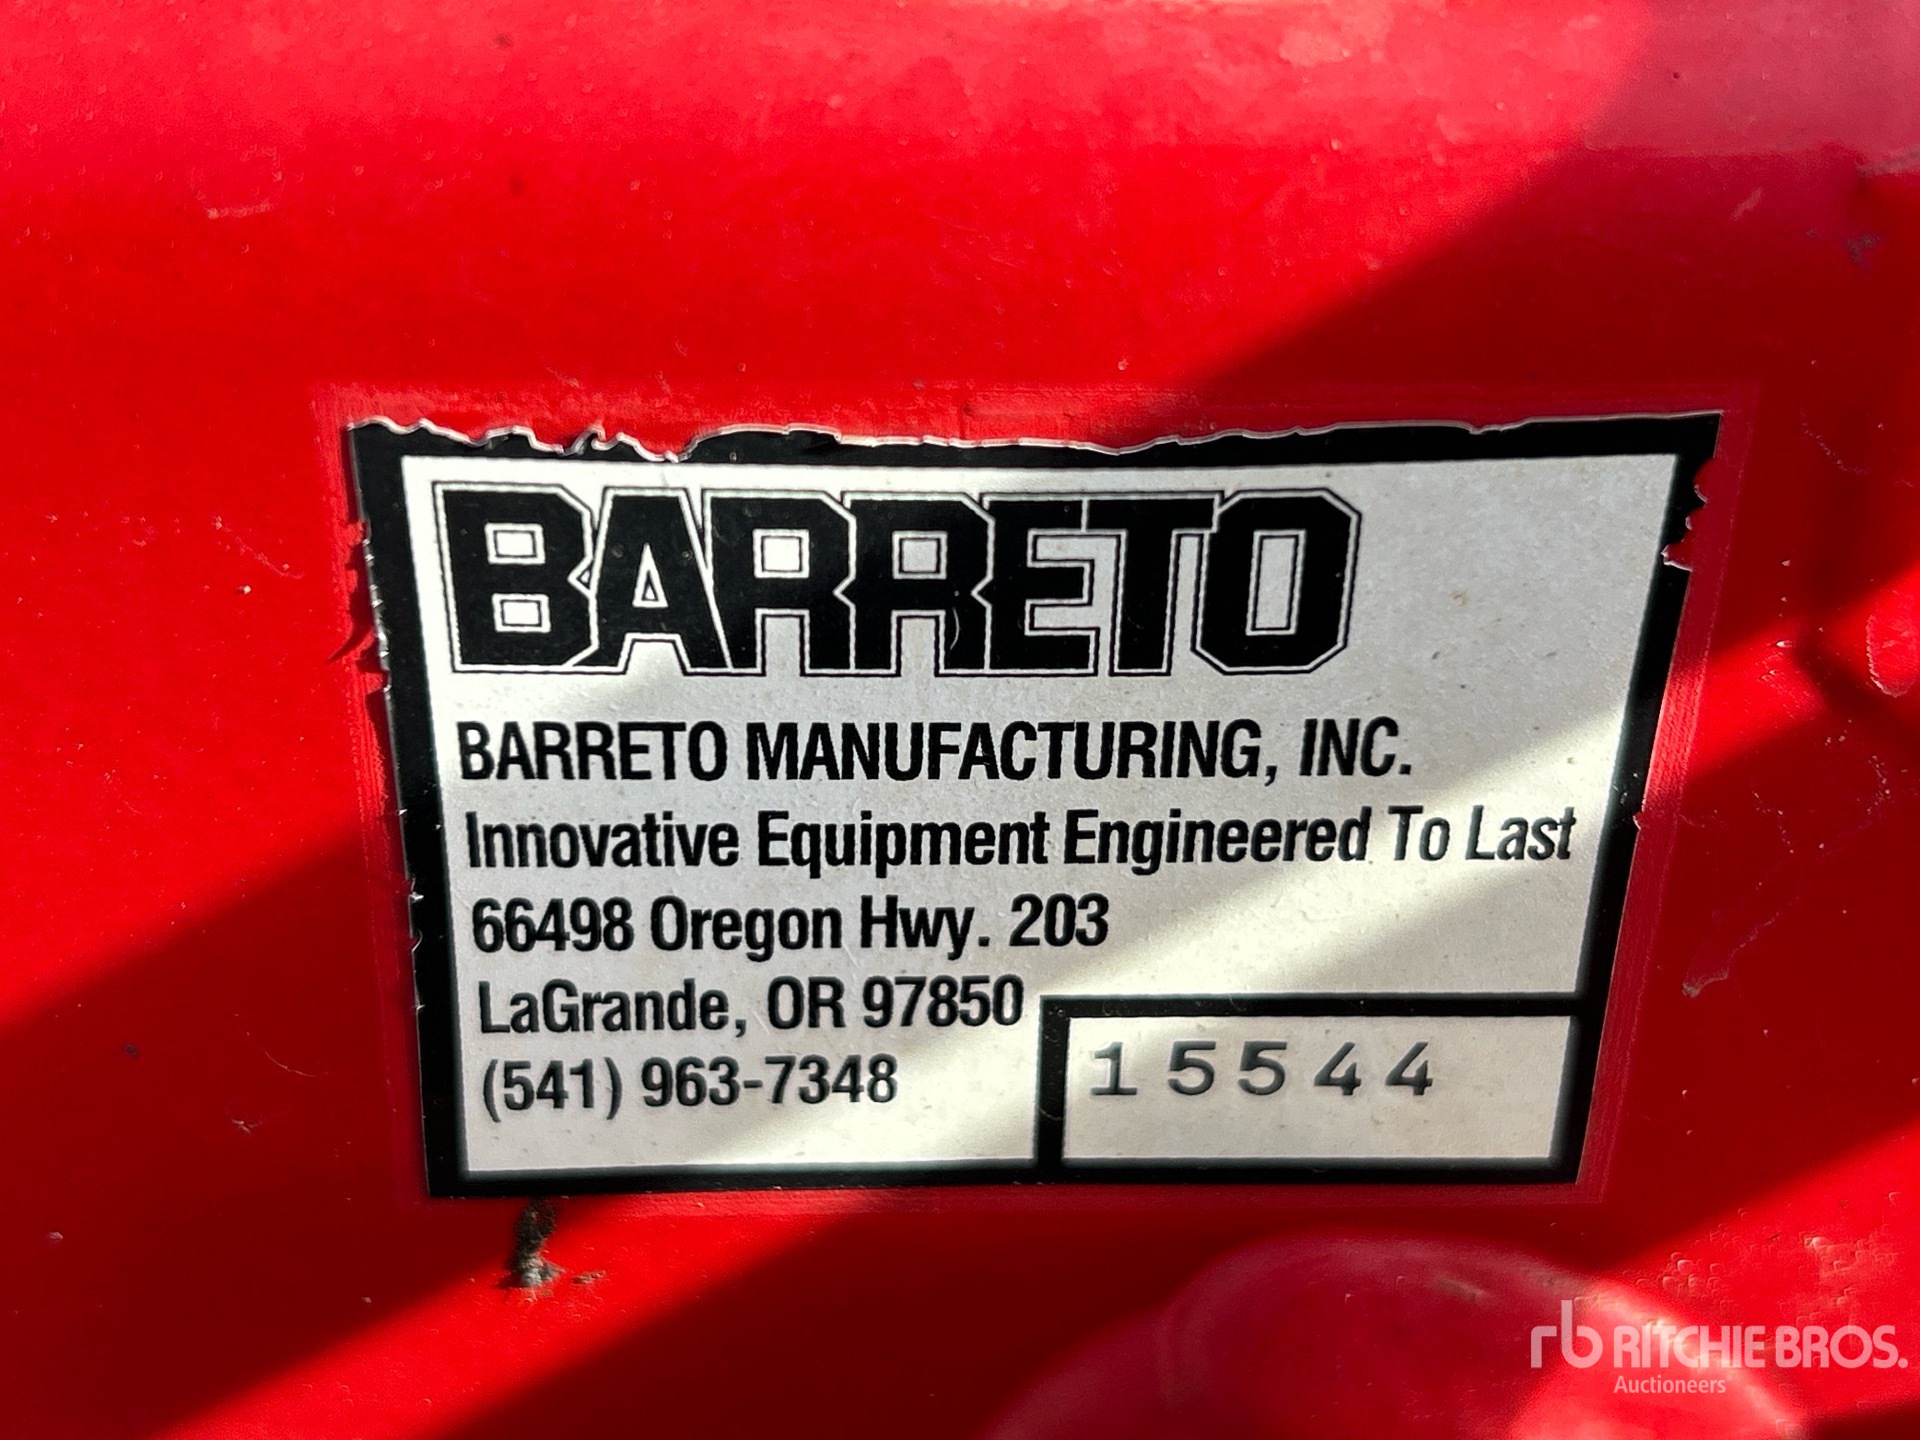 BARRETO
BARRETO MANUFACTURING, INC.
Innovative Equipment Engineered To Last
66498 Oregon Hwy. 203
LaGrande, OR 97850
(541) 963-7348
15544
rb RITCHIE BROS.
Auctioneers